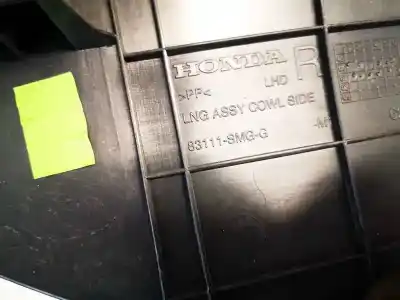 HONDA R
>PP< LHD
LNG ASSY COWL SIDE
83111-SMG-G